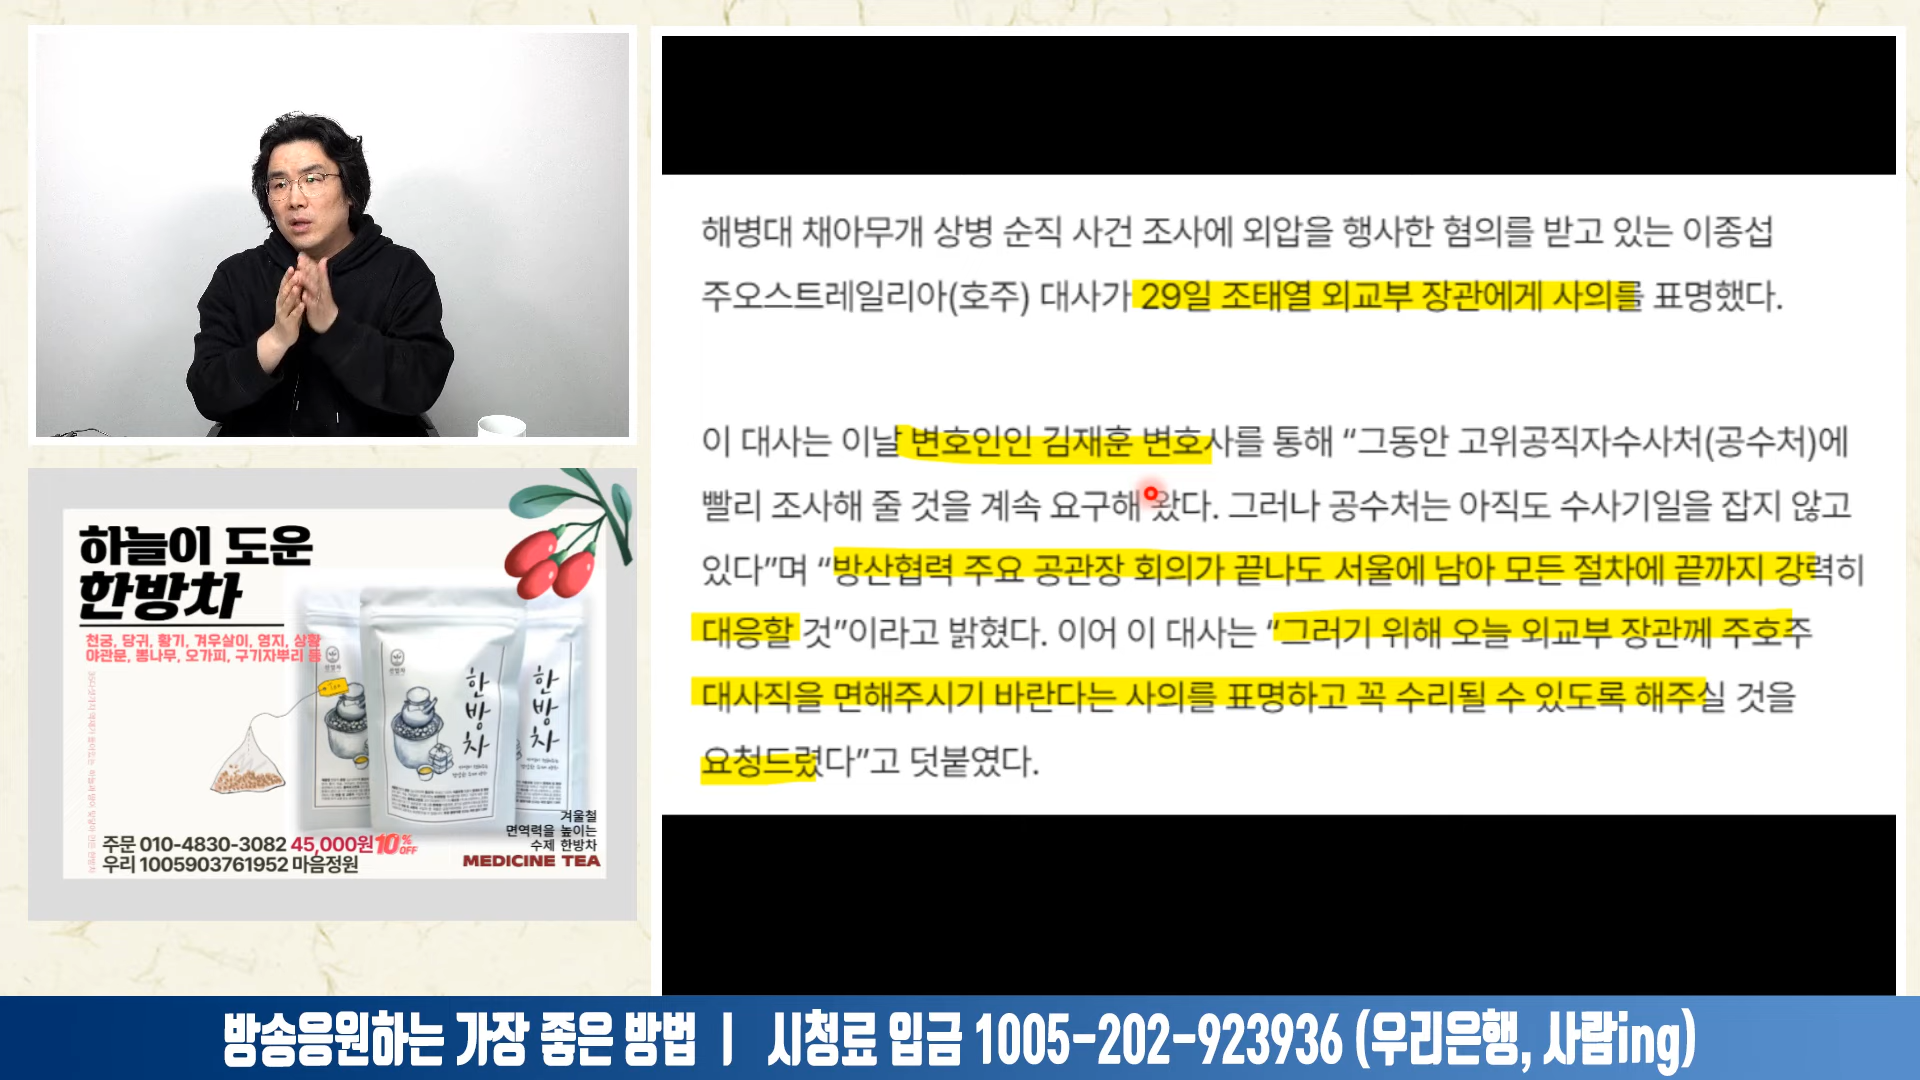 해병대 채아무개 상병 순직 사건 조사에 외압을 행사한 혐의를 받고 있는 이종섭
주오스트레일리아(호주) 대사가 29일 조태열 외교부 장관에게 사의를 표명했다.
이 대사는 이날 변호인인 김재훈 변호사를 통해 “그동안 고위공직자수사처(공수처)에
빨리 조사해 줄 것을 계속 요구해 왔다. 그러나 공수처는 아직도 수사기일을 잡지 않고
있다”며 “방산협력 주요 공관장 회의가 끝나도 서울에 남아 모든 절차에 끝까지 강력히
대응할 것”이라고 밝혔다. 이어 이 대사는 “그러기 위해 오늘 외교부 장관께 주호주
대사직을 면해주시기 바란다는 사의를 표명하고 꼭 수리될 수 있도록 해주실 것을
요청드렸다”고 덧붙였다.
하늘이 도운
한방차
천궁, 당귀, 황기, 겨우살이, 영지, 상황
야관문, 뽕나무, 오가피, 구기자뿌리 등
한방차
한방차
주문 010-4830-3082 45,000원 10% OFF
우리 1005903761952 마음정원
겨울철
면역력을 높이는
수제 한방차
MEDICINE TEA
방송응원하는 가장 좋은 방법 | 시청료 입금 1005-202-923936 (우리은행, 사람ing)